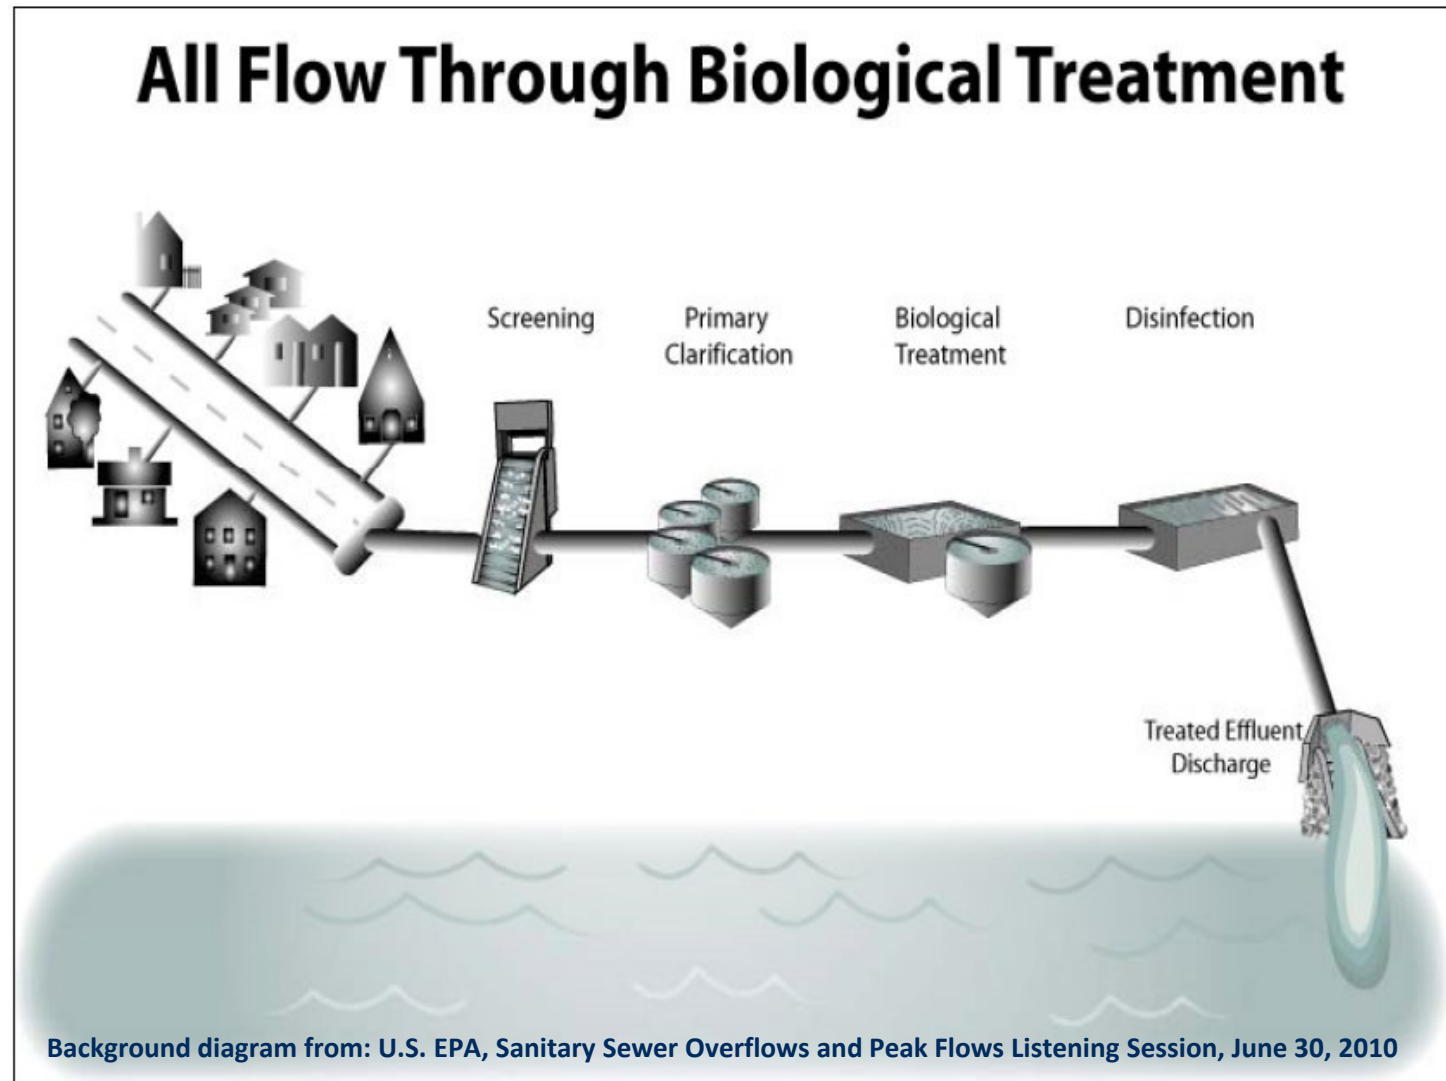 All Flow Through Biological Treatment
Screening
Primary
Clarification
Biological
Treatment
Disinfection
Treated Effluent
Discharge
Background diagram from: U.S. EPA, Sanitary Sewer Overflows and Peak Flows Listening Session, June 30, 2010